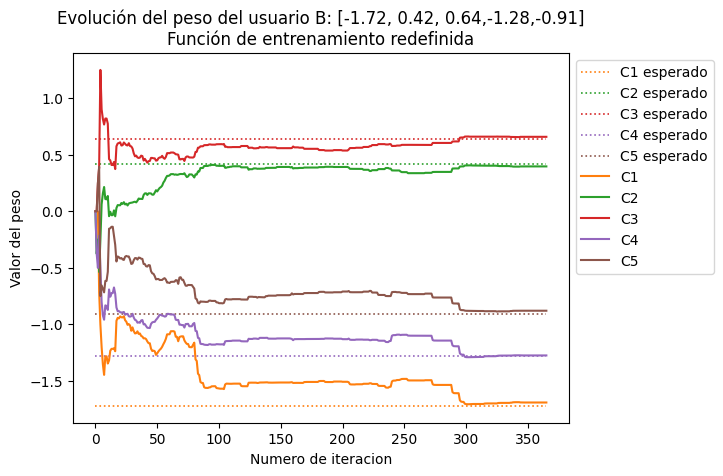 Evolución del peso del usuario B: [-1.72, 0.42, 0.64,-1.28,-0.91]
Función de entrenamiento redefinida
Valor del peso
1.0
0.5
0.0
−0.5
−1.0
−1.5
0 50 100 150 200 250 300 350
Numero de iteracion
C1 esperado
C2 esperado
C3 esperado
C4 esperado
C5 esperado
C1
C2
C3
C4
C5